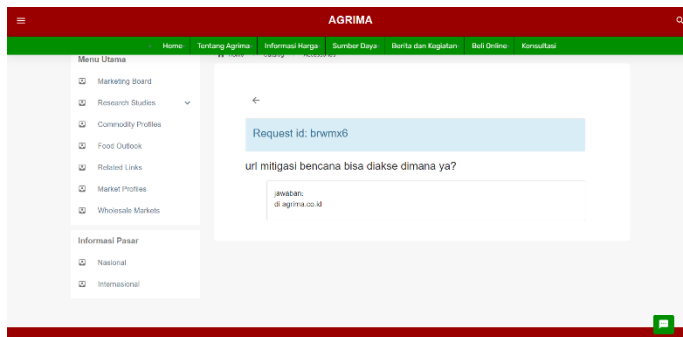 AGRIMA
Home Tentang Agrima Informasi Harga Sumber Daya Berita dan Kegiatan Beli Online Konsultasi
Menu Utama
Marketing Board
Research Studies
Commodity Profiles
Food Outlook
Related Links
Market Profiles
Wholesale Markets
Informasi Pasar
Nasional
Internasional
Request id: brwmx6
url mitigasi bencana bisa diakse dimana ya?
jawaban:
di agrima.co.id